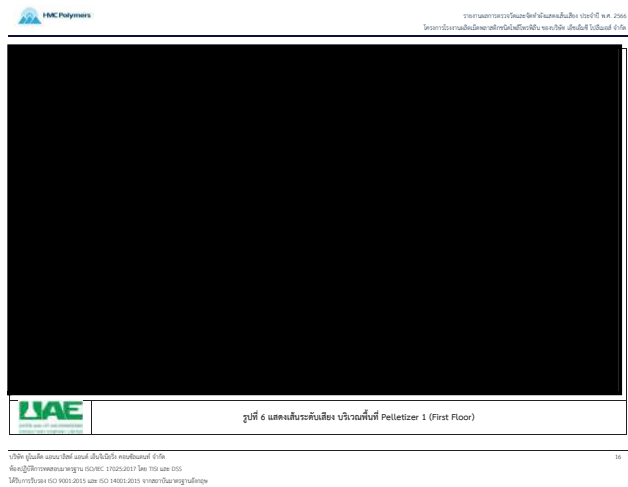 HMC Polymers
รายงานผลการตรวจวัดและจัดทำผังแสดงเส้นเสียง ประจำปี พ.ศ. 2566
โครงการโรงงานผลิตเม็ดพลาสติกชนิดโพลีโพรพิลีน ของบริษัท เอ็ชเอ็มซี โปลีเมอส์ จำกัด
UAE
รูปที่ 6 แสดงเส้นระดับเสียง บริเวณพื้นที่ Pelletizer 1 (First Floor)
บริษัท ยูไนเต็ด แอนนาลิสต์ แอนด์ เอ็นจิเนียริ่ง คอนซัลแตนท์ จำกัด
16
ห้องปฏิบัติการทดสอบมาตรฐาน ISO/IEC 17025:2017 โดย TISI และ DSS
ได้รับการรับรอง ISO 9001:2015 และ ISO 14001:2015 จากสถาบันมาตรฐานอังกฤษ